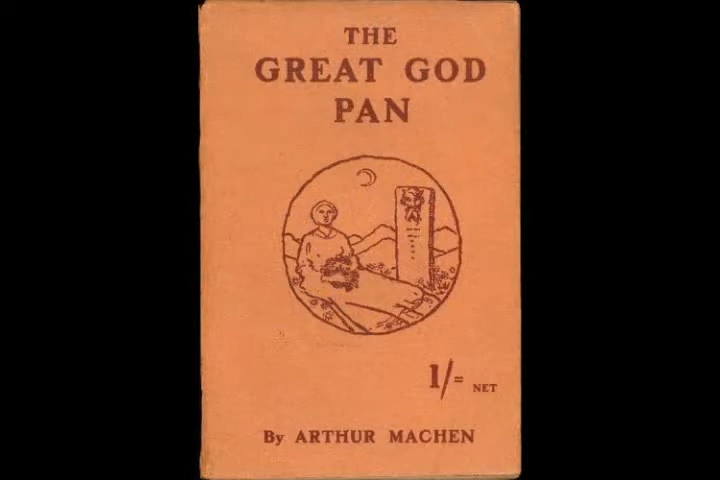 THE
GREAT GOD
PAN
1/= NET
By ARTHUR MACHEN